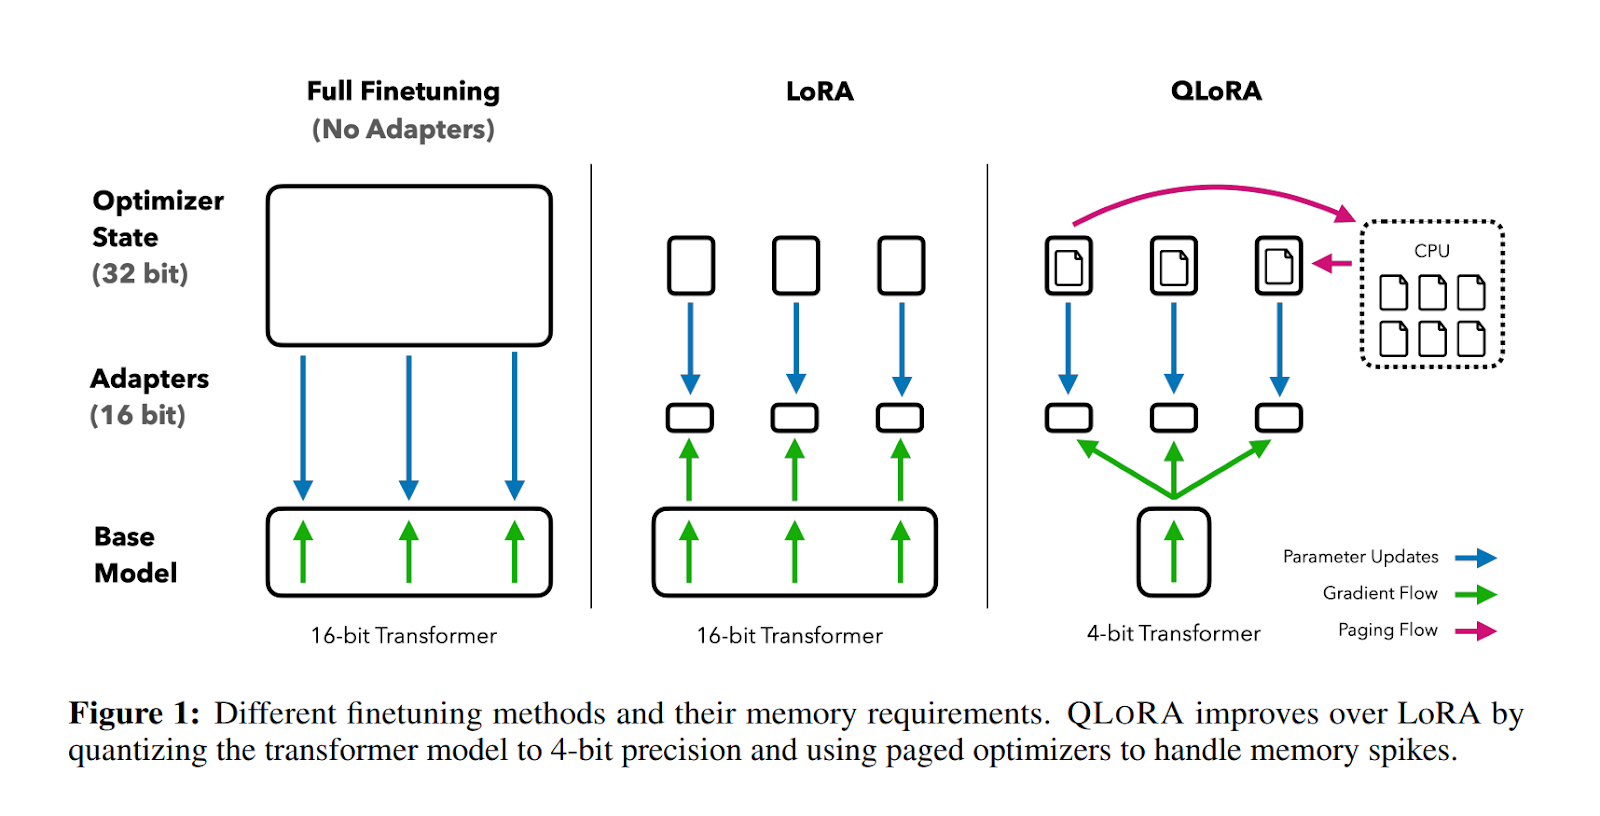 Full Finetuning
(No Adapters)
LoRA
QLoRA
Optimizer
State
(32 bit)
CPU
Adapters
(16 bit)
Base
Model
Parameter Updates
Gradient Flow
Paging Flow
16-bit Transformer
16-bit Transformer
4-bit Transformer
Figure 1: Different finetuning methods and their memory requirements. QLORA improves over LoRA by
quantizing the transformer model to 4-bit precision and using paged optimizers to handle memory spikes.